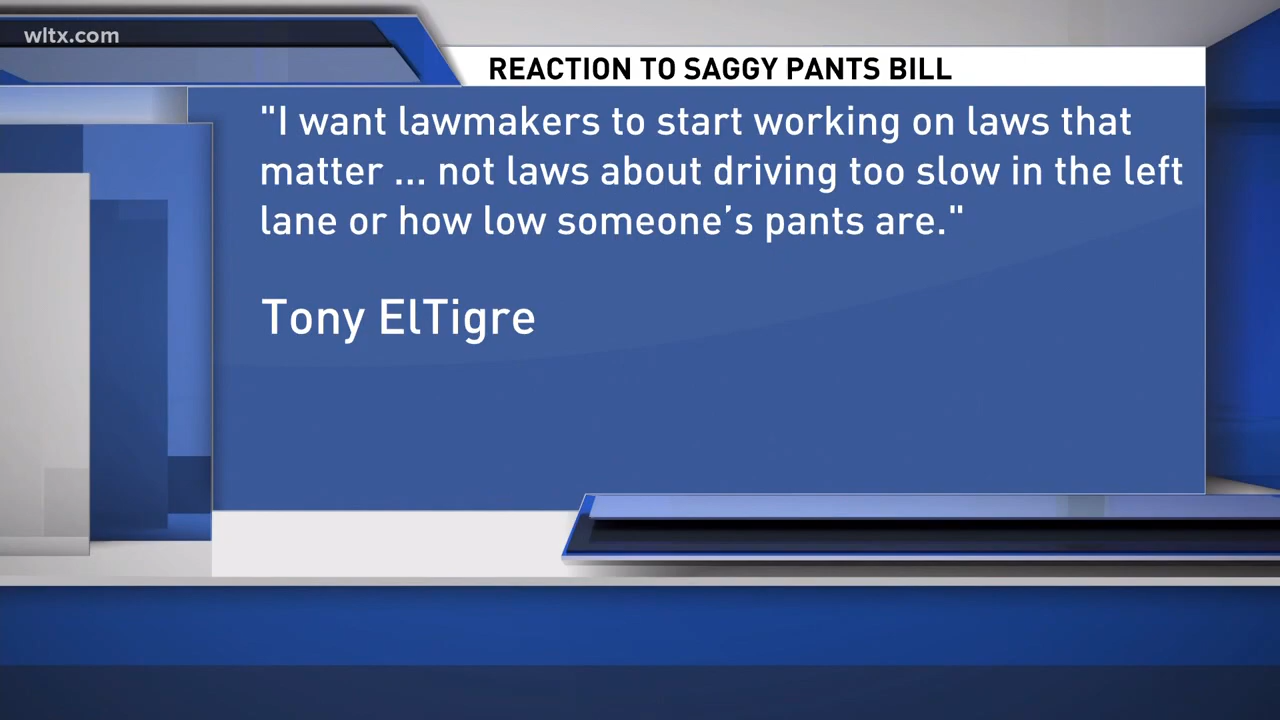 wltx.com
REACTION TO SAGGY PANTS BILL
"I want lawmakers to start working on laws that
matter ... not laws about driving too slow in the left
lane or how low someone’s pants are."
Tony ElTigre